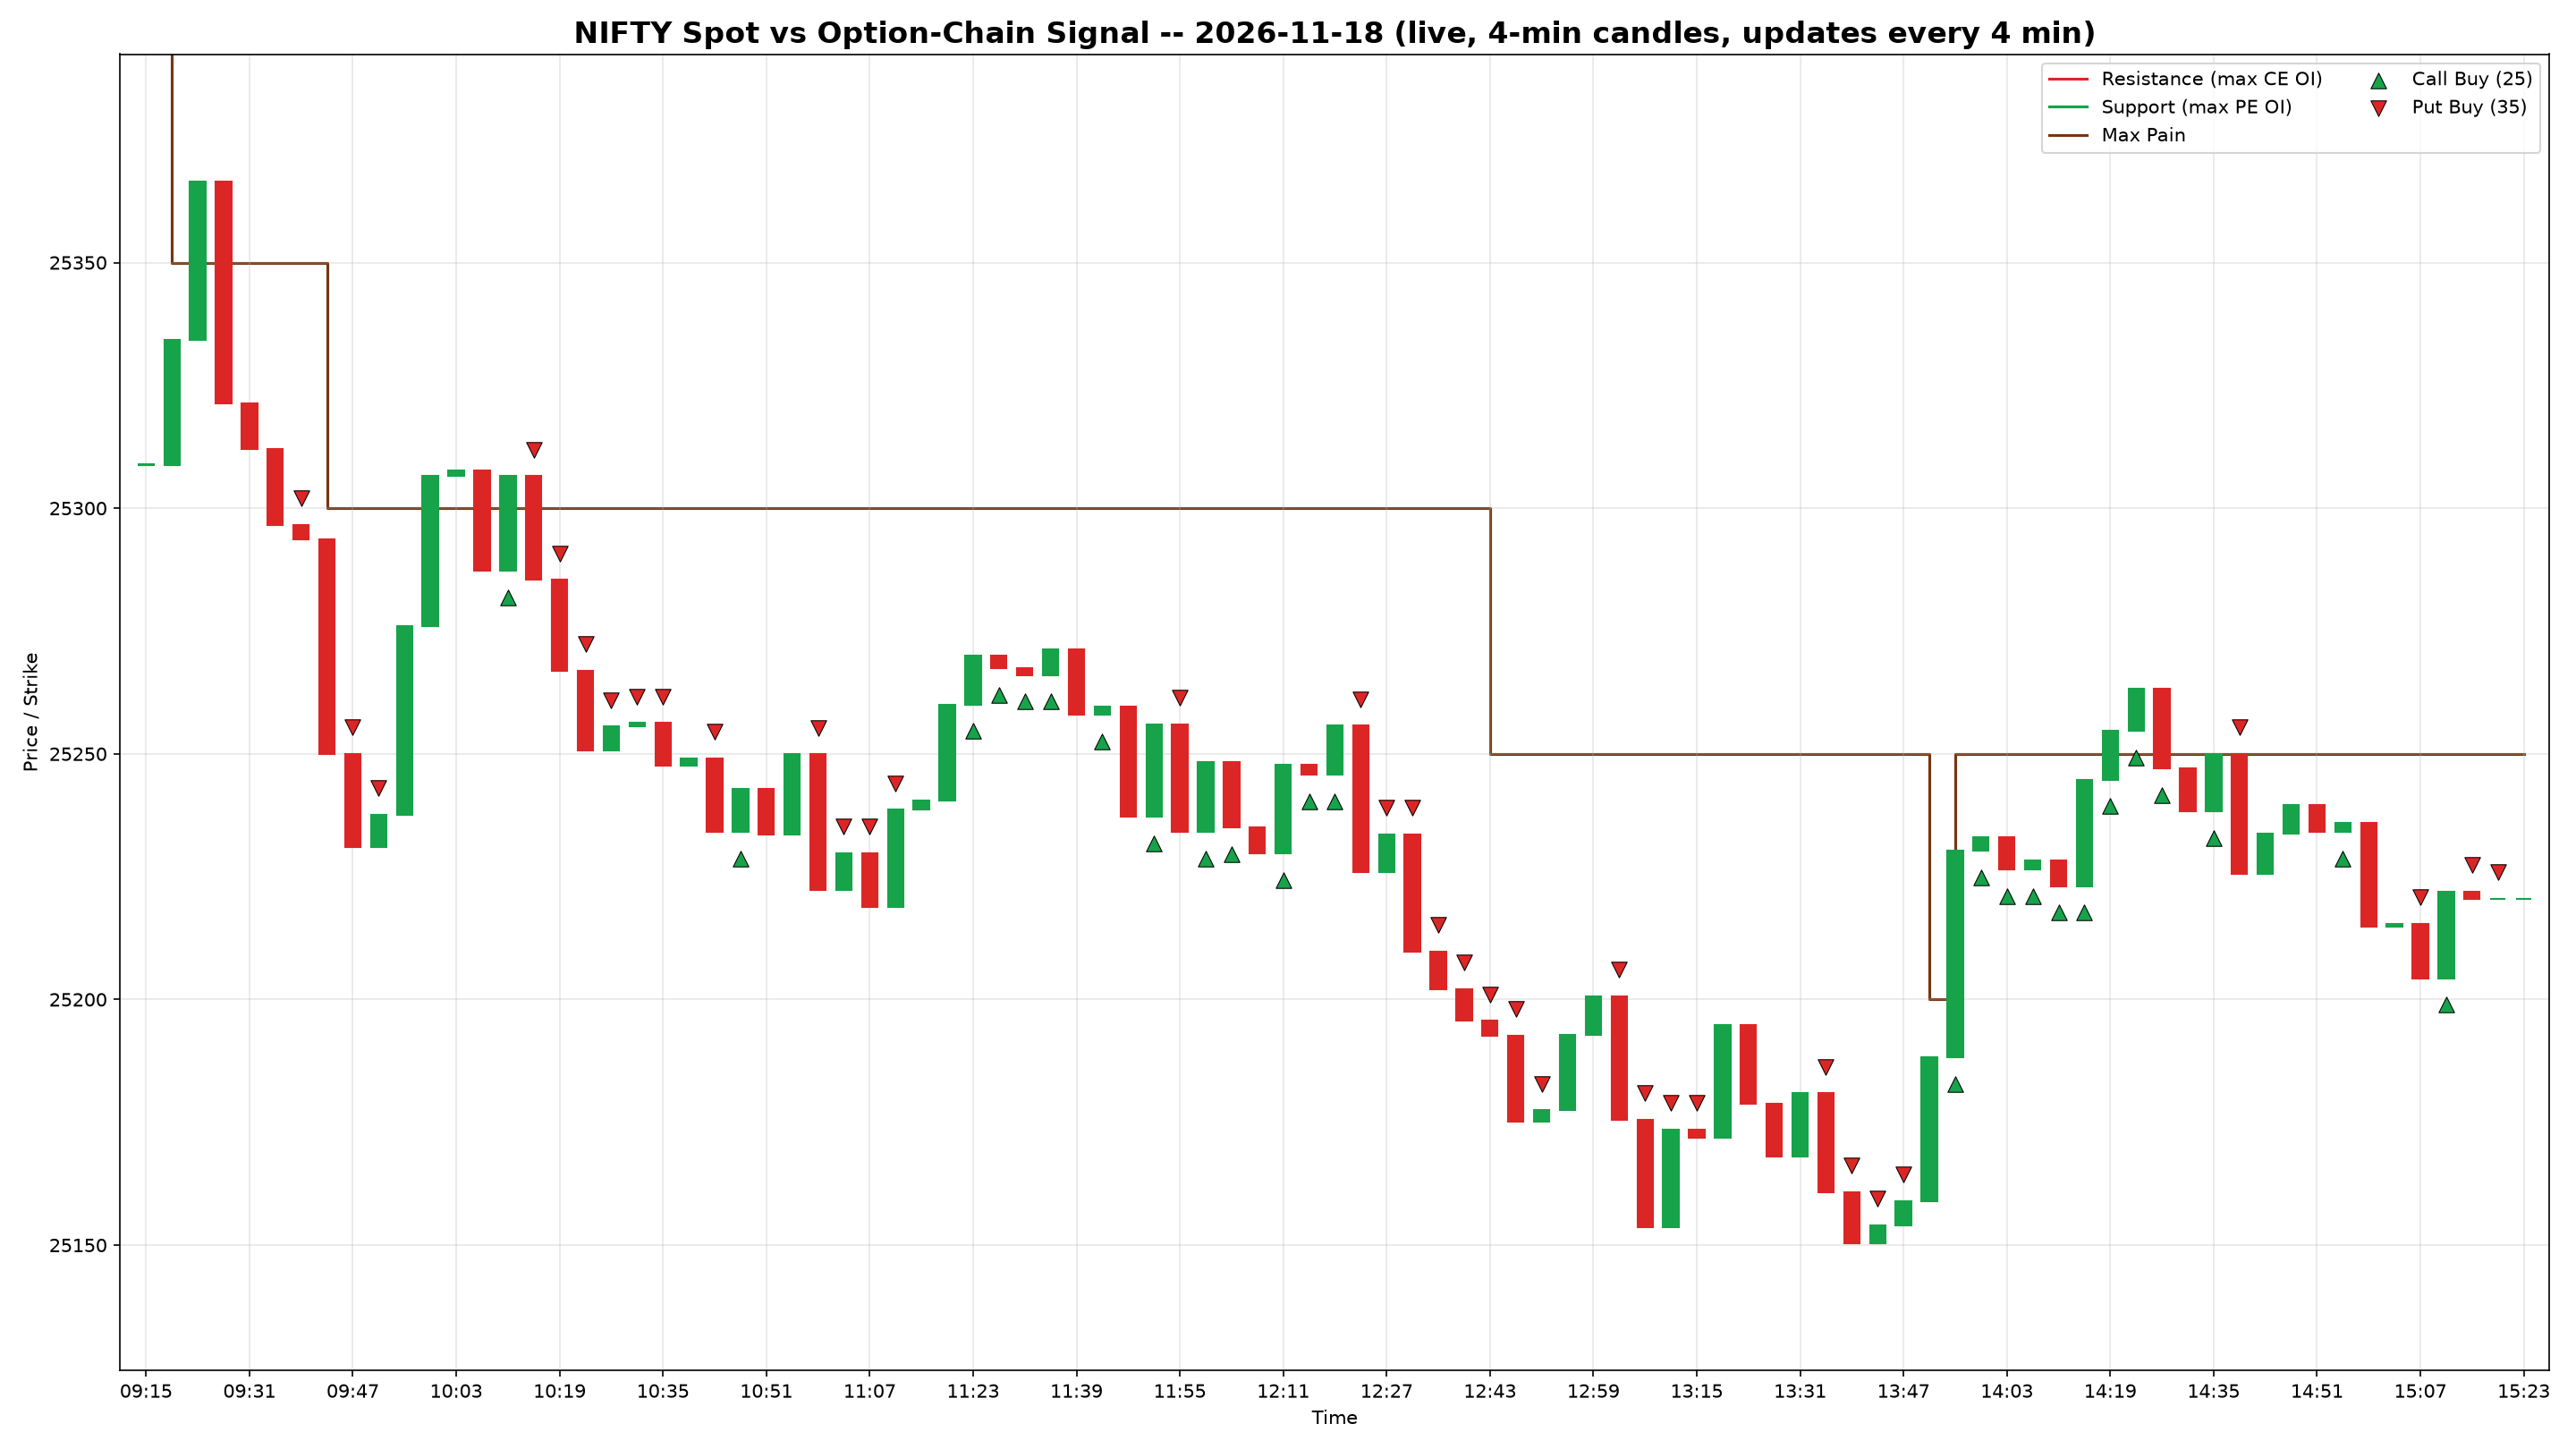 NIFTY Spot vs Option-Chain Signal -- 2026-11-18 (live, 4-min candles, updates every 4 min)
Resistance (max CE OI)
Support (max PE OI)
Max Pain
Call Buy (25)
Put Buy (35)
Price / Strike
25350
25300
25250
25200
25150
09:15 09:31 09:47 10:03 10:19 10:35 10:51 11:07 11:23 11:39 11:55 12:11 12:27 12:43 12:59 13:15 13:31 13:47 14:03 14:19 14:35 14:51 15:07 15:23
Time